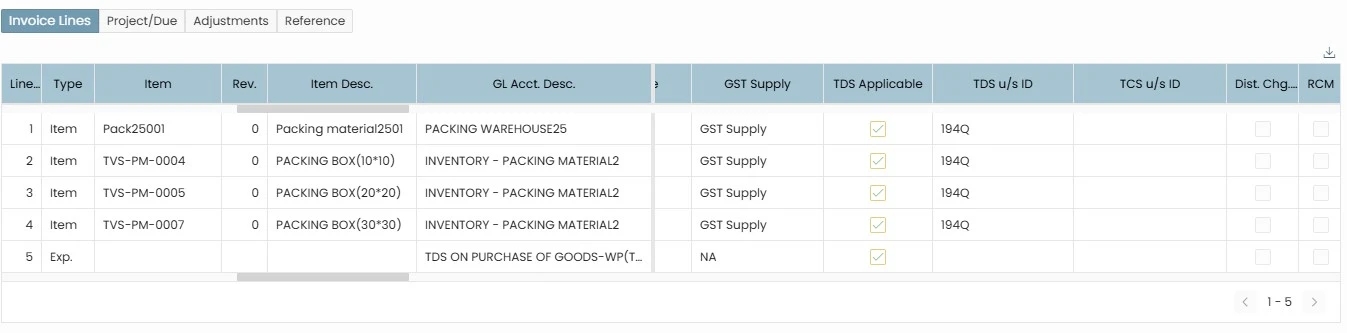 Invoice Lines Project/Due Adjustments Reference
Line... Type Item Rev. Item Desc. GL Acct. Desc. GST Supply TDS Applicable TDS u/s ID TCS u/s ID Dist. Chg.... RCM
1 Item Pack25001 0 Packing material2501 PACKING WAREHOUSE25 GST Supply 194Q
2 Item TVS-PM-0004 0 PACKING BOX(10*10) INVENTORY - PACKING MATERIAL2 GST Supply 194Q
3 Item TVS-PM-0005 0 PACKING BOX(20*20) INVENTORY - PACKING MATERIAL2 GST Supply 194Q
4 Item TVS-PM-0007 0 PACKING BOX(30*30) INVENTORY - PACKING MATERIAL2 GST Supply 194Q
5 Exp. TDS ON PURCHASE OF GOODS-WP(T... NA
1 - 5